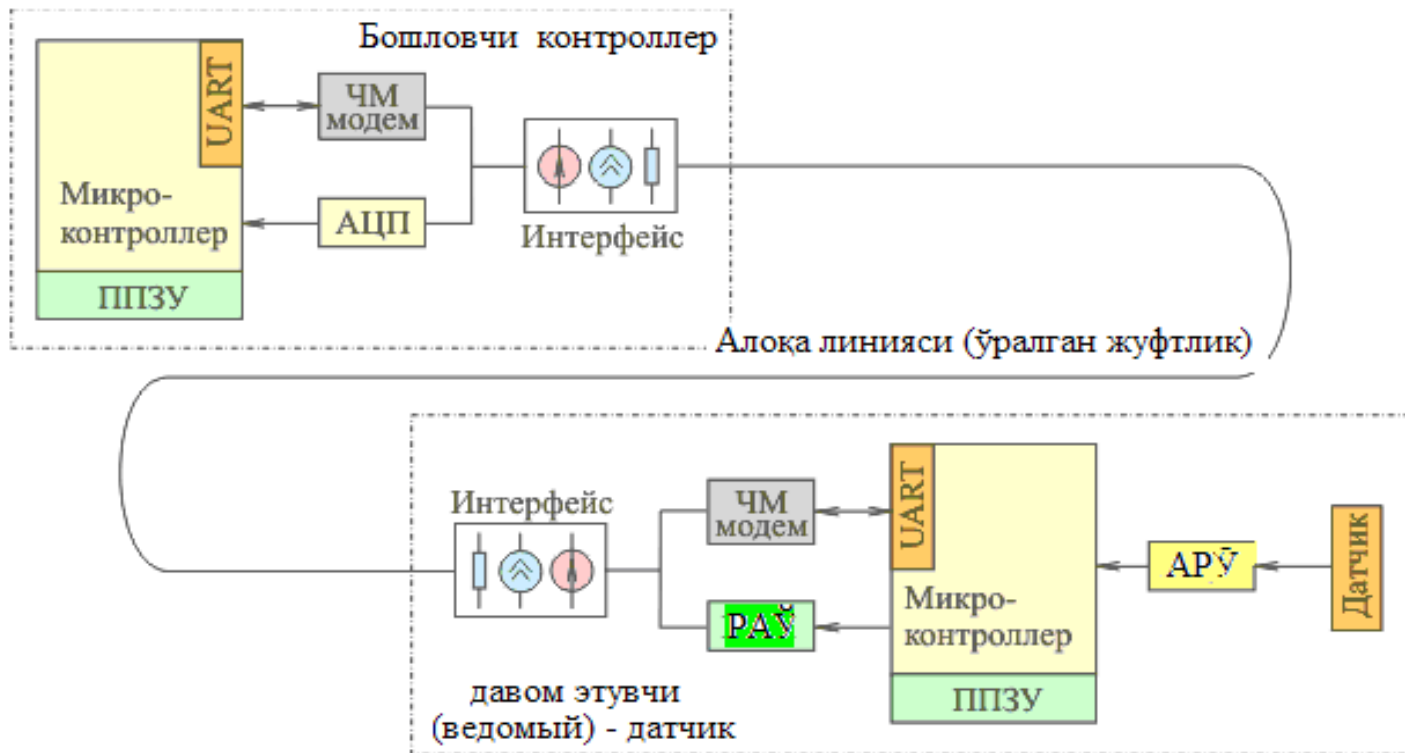 Бошловчи контроллер
UART
ЧМ
модем
Микро-
контроллер
АЦП
Интерфейс
ППЗУ
Алоқа линияси (ўралган жуфтлик)
Интерфейс
ЧМ
модем
UART
Датчик
АРЎ
РАЎ
Микро-
контроллер
ППЗУ
давом этувчи
(ведомый) - датчик